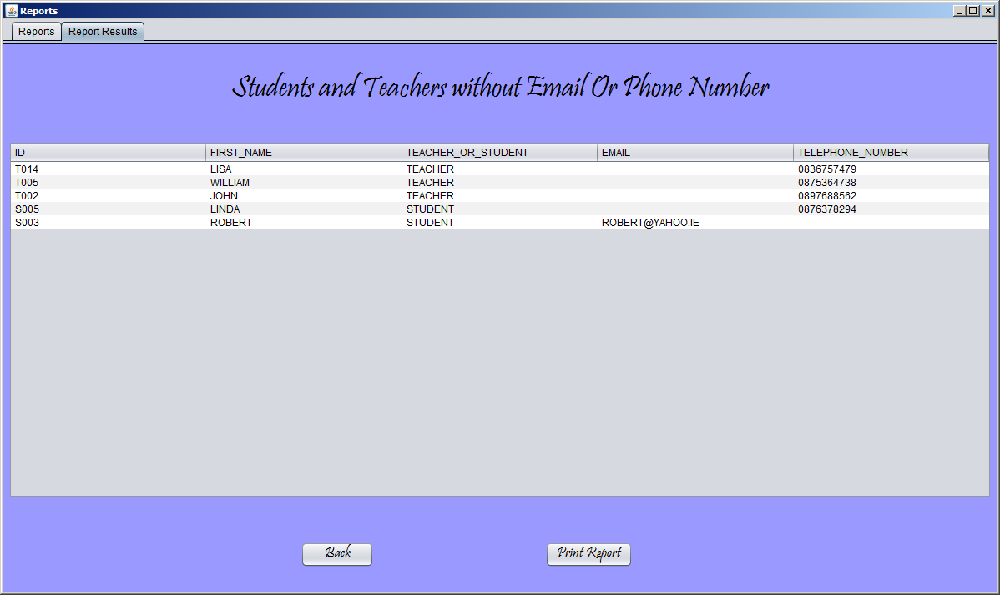 Reports
Reports Report Results
Students and Teachers without Email Or Phone Number
ID FIRST_NAME TEACHER_OR_STUDENT EMAIL TELEPHONE_NUMBER
T014 LISA TEACHER 0836757479
T005 WILLIAM TEACHER 0875364738
T002 JOHN TEACHER 0897688562
S005 LINDA STUDENT 0876378294
S003 ROBERT STUDENT ROBERT@YAHOO.IE
Back Print Report